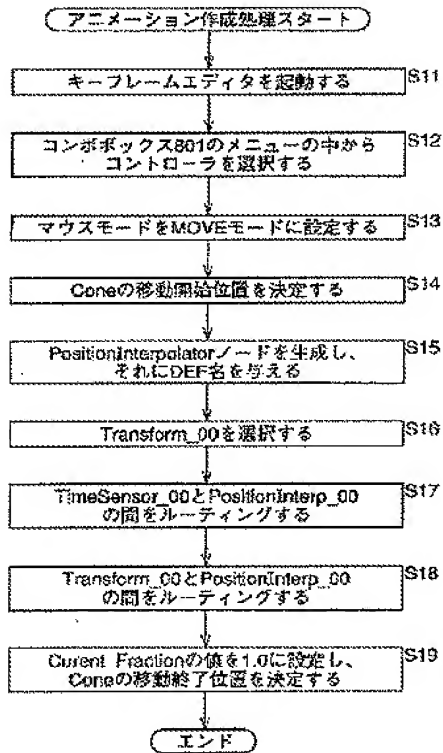 アニメーション作成処理スタート
キーフレームエディタを起動する
S11
コンボボックス801のメニューの中から
コントローラを選択する
S12
マウスモードをMOVEモードに設定する
S13
Coneの移動開始位置を決定する
S14
PositionInterpolatorノードを生成し、
それにDEF名を与える
S15
Transform_00を選択する
S16
TimeSensor_00とPositionInterp_00
の間をルーティングする
S17
Transform_00とPositionInterp_00
の間をルーティングする
S18
Current_Fractionの値を1.0に設定し、
Coneの移動終了位置を決定する
S19
エンド